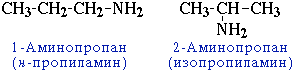 CH₃-CH₂-CH₂-NH₂
CH₃-CH-CH₃
NH₂
1-Аминопропан
(н-пропиламин)
2-Аминопропан
(изопропиламин)